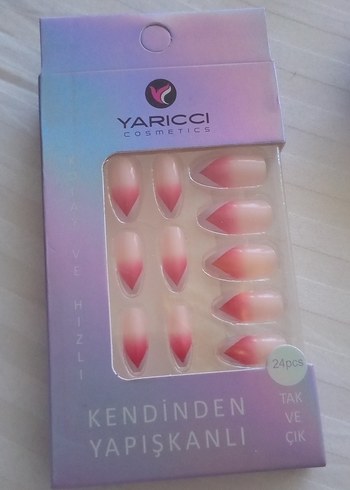 YARICCI
COSMETICS
VE HIZLI
24pcs
KENDİNDEN
YAPIŞKANLI
TAK
VE
ÇIK